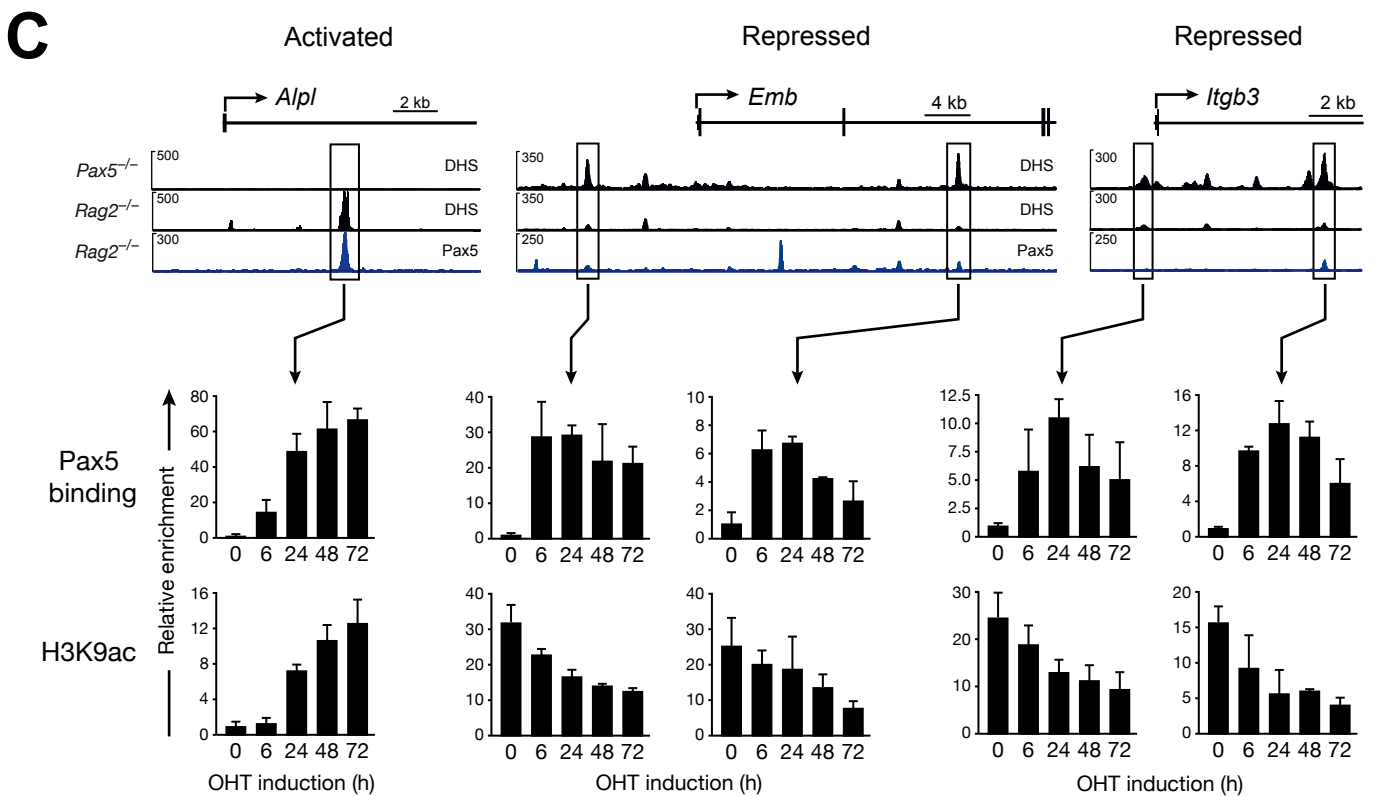 C
Activated Repressed Repressed
Alpl 2 kb Emb 4 kb Itgb3 2 kb
Pax5–/– 500 DHS 350 DHS 300
Rag2–/– 500 DHS 350 DHS 300
Rag2–/– 300 Pax5 250 Pax5 250
Pax5
binding
H3K9ac
Relative enrichment
80
60
40
20
0
0 6 24 48 72
40
30
20
10
0
0 6 24 48 72
10
8
6
4
2
0
0 6 24 48 72
12.5
10.0
7.5
5.0
2.5
0
0 6 24 48 72
16
12
8
4
0
0 6 24 48 72
16
12
8
4
0
0 6 24 48 72
40
30
20
10
0
0 6 24 48 72
40
30
20
10
0
0 6 24 48 72
30
20
10
0
0 6 24 48 72
20
15
10
5
0
0 6 24 48 72
OHT induction (h) OHT induction (h) OHT induction (h)